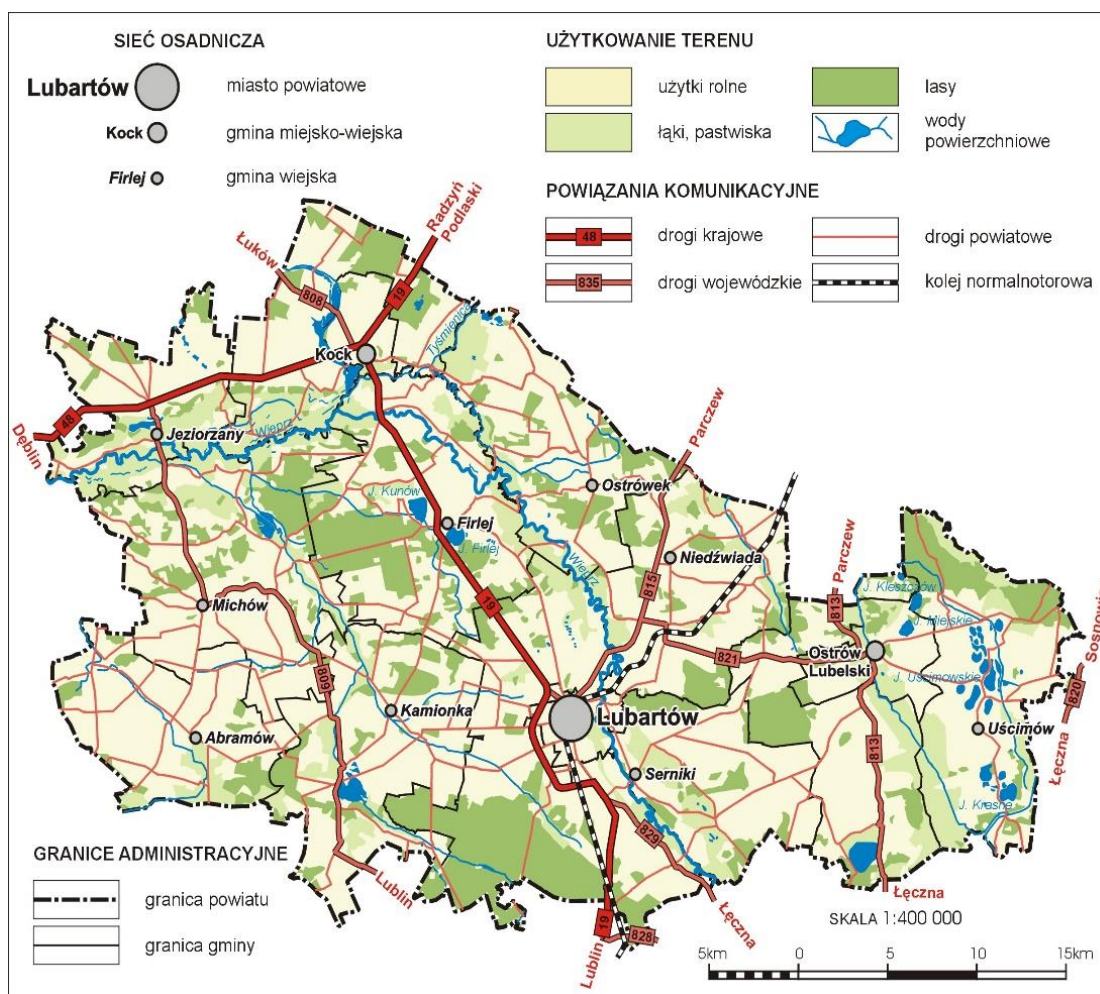 SIEĆ OSADNICZA
Lubartów
miasto powiatowe
Kock
gmina miejsko-wiejska
Firlej
gmina wiejska
UŻYTKOWANIE TERENU
użytki rolne
lasy
łąki, pastwiska
wody
powierzchniowe
POWIĄZANIA KOMUNIKACYJNE
48
drogi krajowe
drogi powiatowe
835
drogi wojewódzkie
kolej normalnotorowa
Radzyń
Podlaski
Łuków
808
19
Tyśmienica
Kock
48
Dęblin
Jeziorzany
Wieprz
Parczew
Ostrówek
J. Kunów
Firlej
J. Firlej
Niedźwiada
Wieprz
815
Parczew
813
J. Kleszczów
J. Miejskie
Michów
19
Ostrów
Lubelski
821
J. Uścimowskie
820
809
Kamionka
Lubartów
Uścimów
Abramów
813
Łęczna
Serniki
J. Krasne
829
Lublin
Łęczna
Łęczna
19
828
Lublin
GRANICE ADMINISTRACYJNE
granica powiatu
granica gminy
SKALA 1:400 000
5km
0
5
10
15km